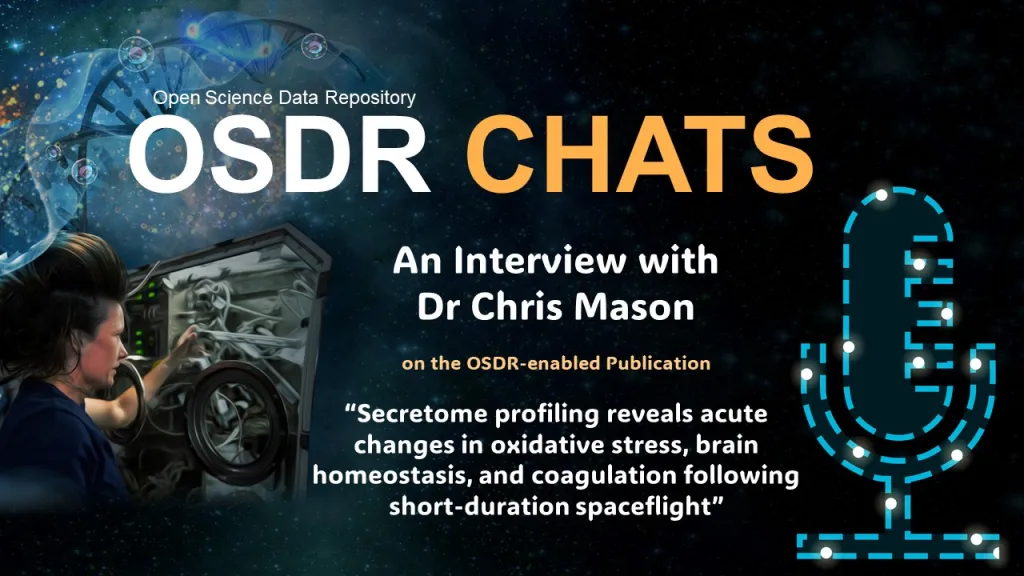 Open Science Data Repository
OSDR CHATS
An Interview with
Dr Chris Mason
on the OSDR-enabled Publication
“Secretome profiling reveals acute
changes in oxidative stress, brain
homeostasis, and coagulation following
short-duration spaceflight”